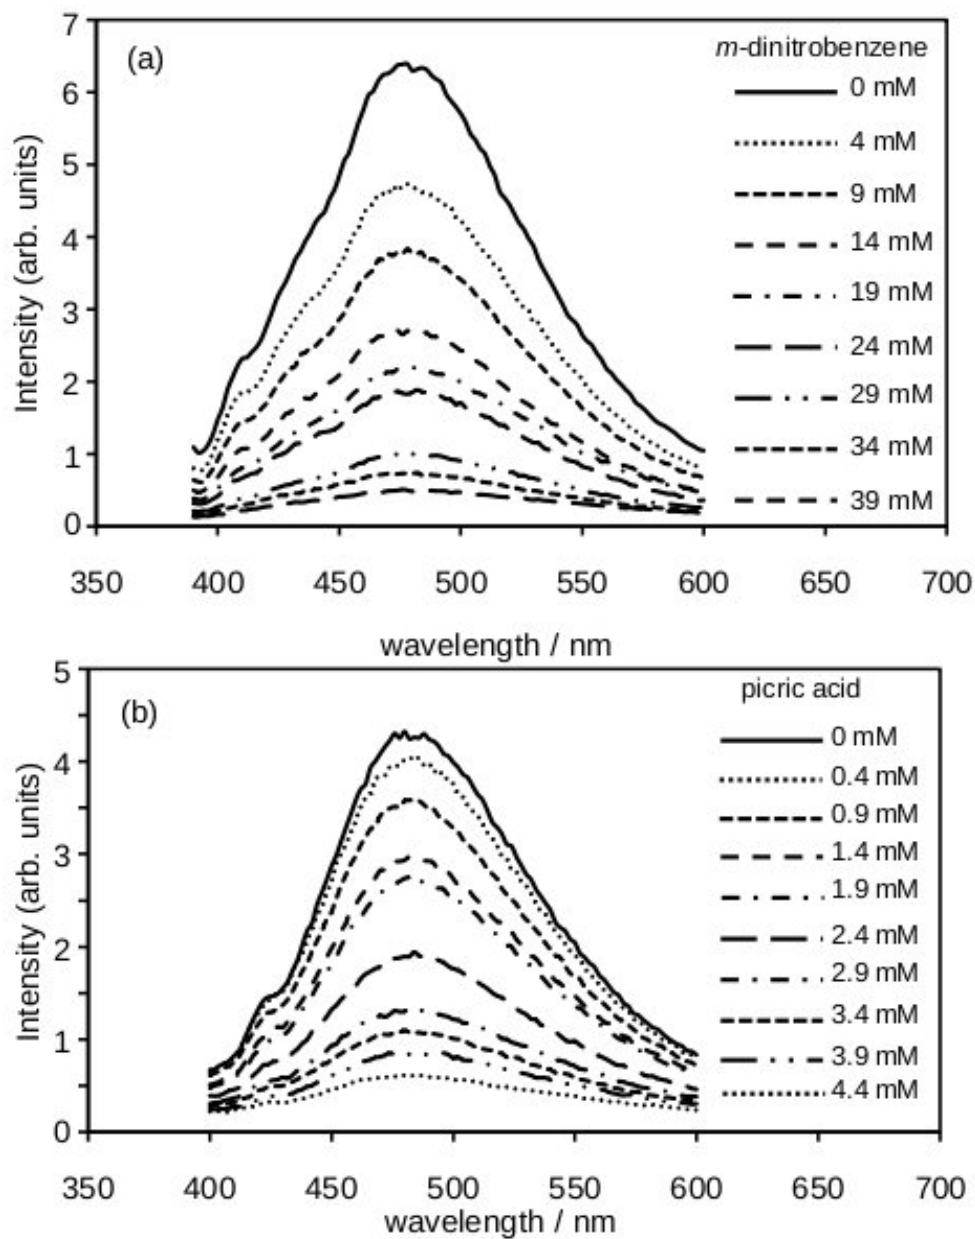 7
(a)
m-dinitrobenzene
6
0 mM
5
4 mM
9 mM
4
14 mM
3
19 mM
2
24 mM
29 mM
1
34 mM
0
39 mM
Intensity (arb. units)
350 400 450 500 550 600 650 700
wavelength / nm
5
(b)
picric acid
4
0 mM
0.4 mM
0.9 mM
3
1.4 mM
1.9 mM
2
2.4 mM
2.9 mM
1
3.4 mM
3.9 mM
0
4.4 mM
Intensity (arb. units)
350 400 450 500 550 600 650 700
wavelength / nm